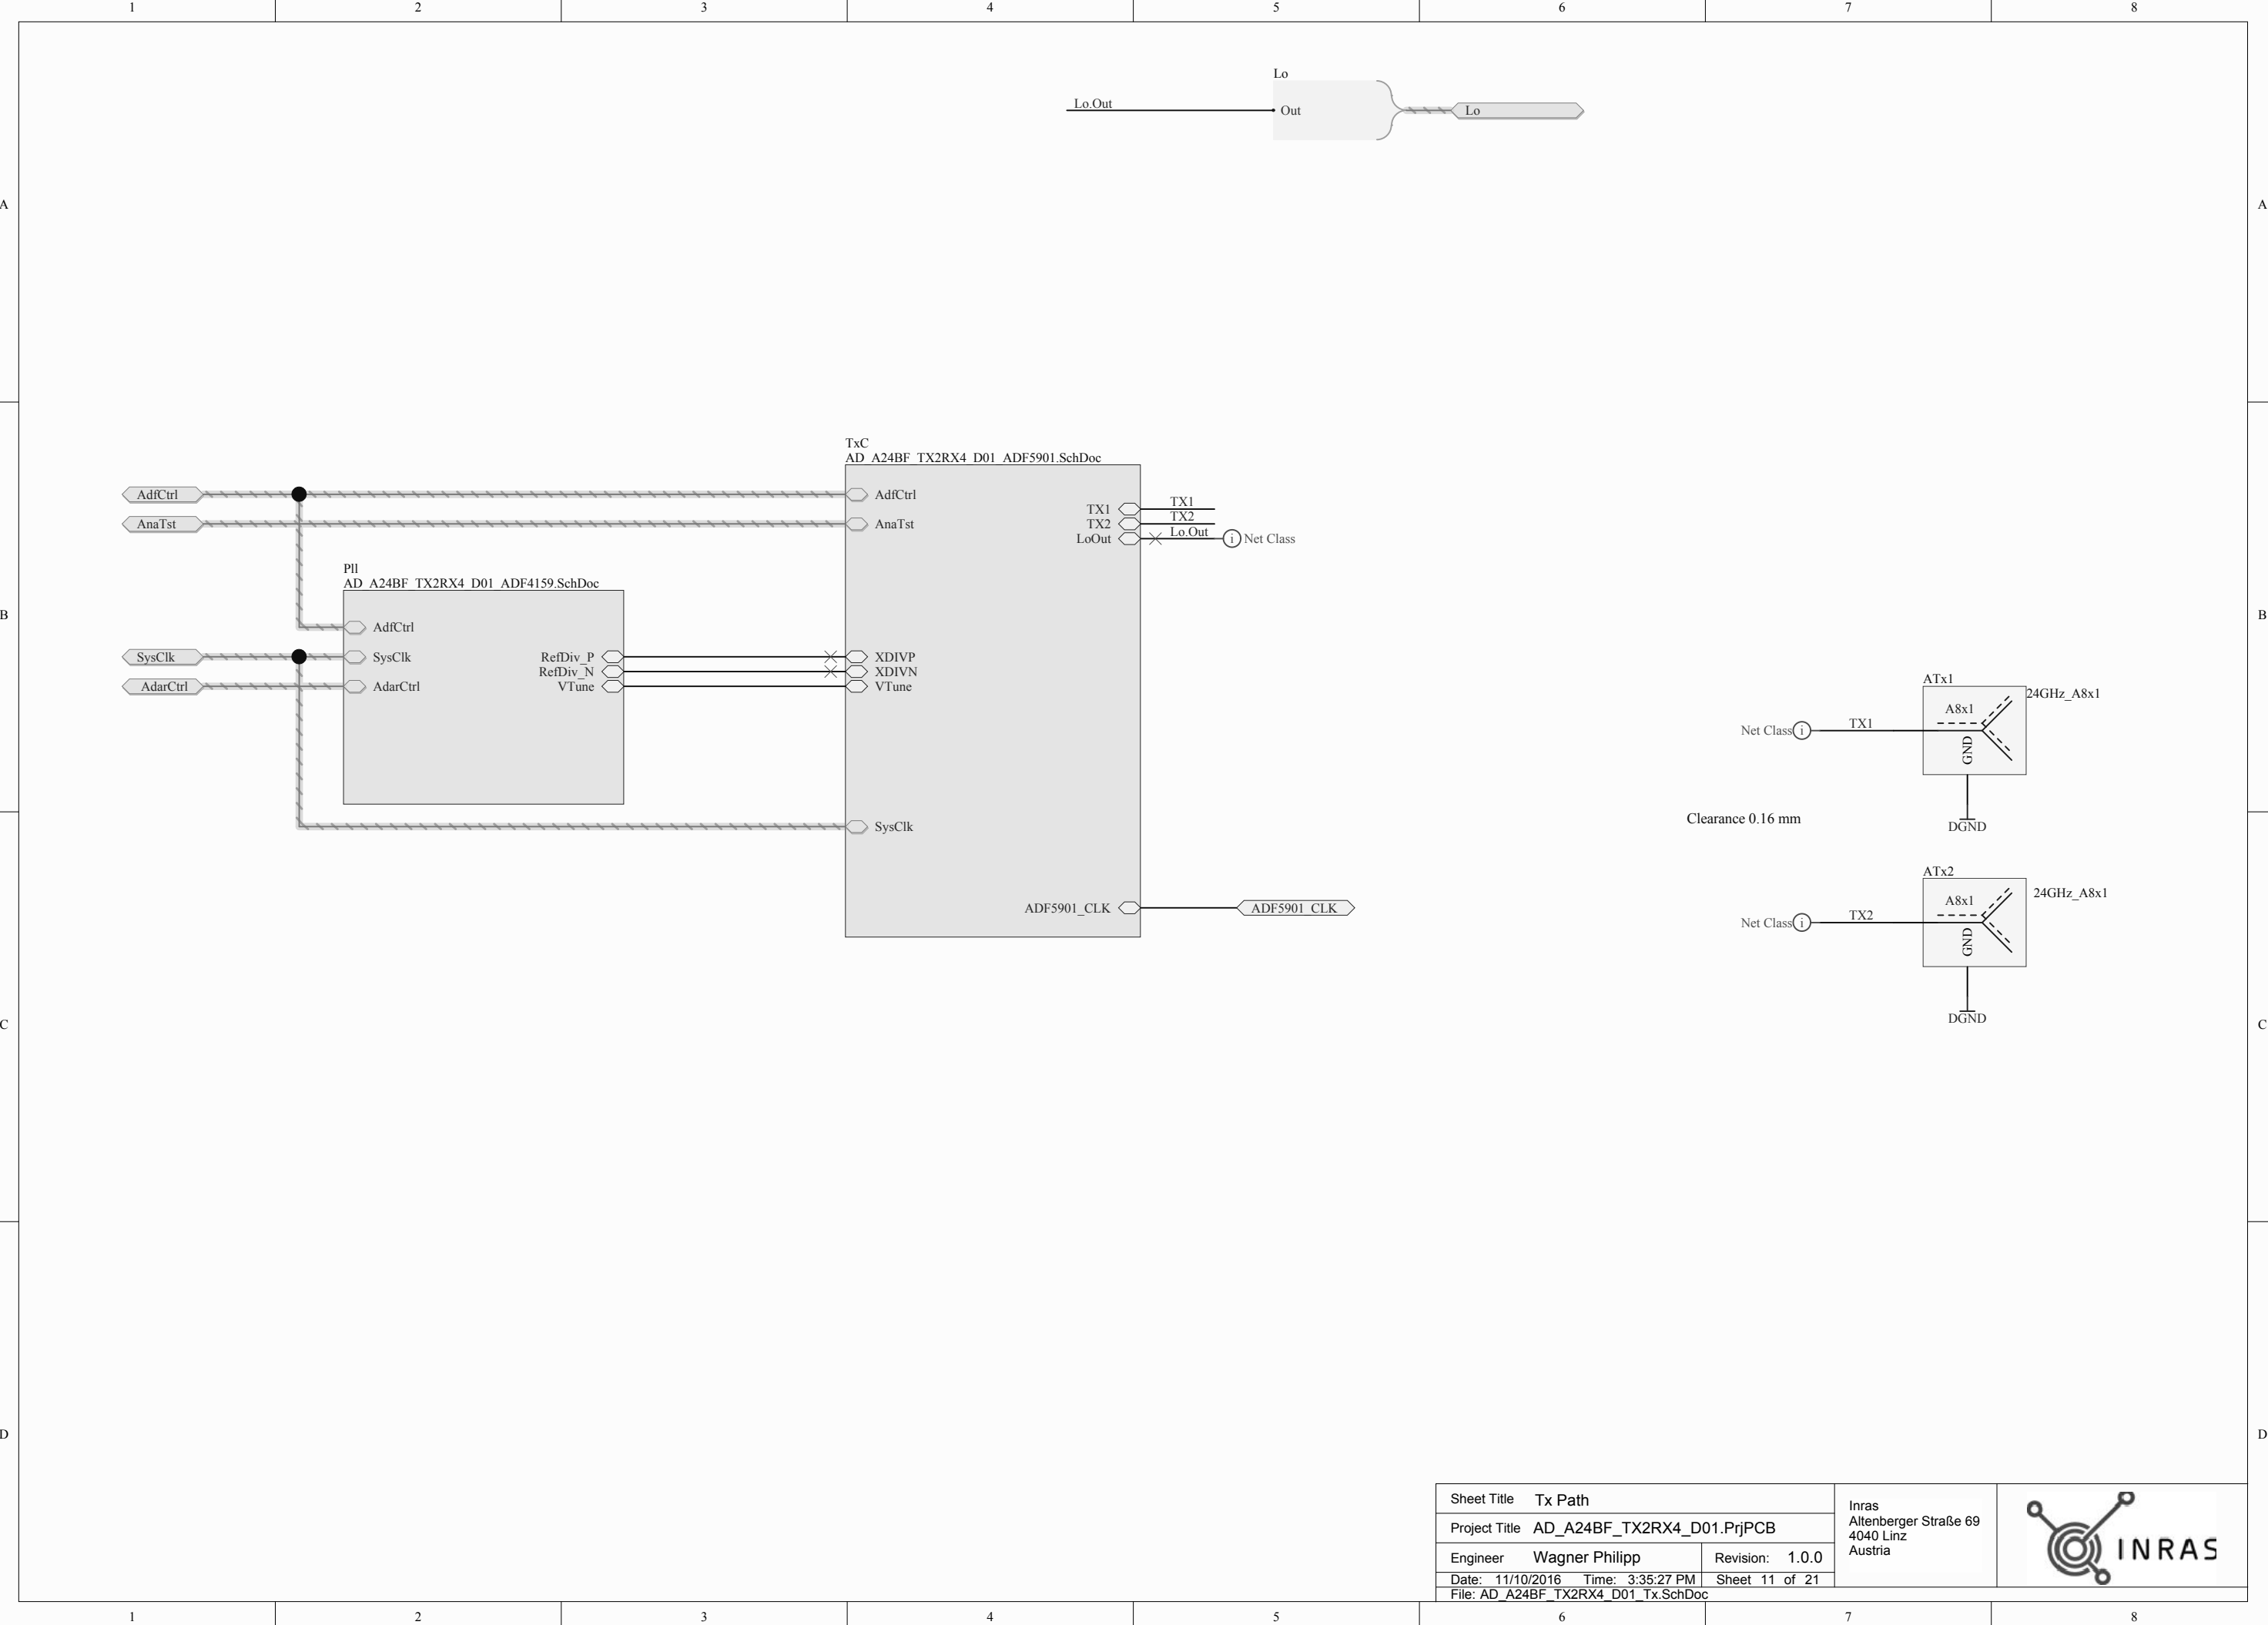 1 2 3 4 5 6 7 8
Lo
Lo.Out Out Lo
A A
TxC
AD_A24BF_TX2RX4_D01_ADF5901.SchDoc
AdfCtrl AdfCtrl
TX1 TX1
AnaTst AnaTst TX2 TX2
LoOut Lo.Out i Net Class
Pll
AD_A24BF_TX2RX4_D01_ADF4159.SchDoc
B B
AdfCtrl
SysClk SysClk RefDiv_P XDIVP
RefDiv_N XDIVN
AdarCtrl AdarCtrl VTune VTune
ATx1
24GHz_A8x1
A8x1
Net Class i TX1
GND
Clearance 0.16 mm
SysClk DGND
ATx2
24GHz_A8x1
A8x1
ADF5901_CLK ADF5901_CLK
Net Class i TX2
GND
DGND
C C
D D
Sheet Title Tx Path
Project Title AD_A24BF_TX2RX4_D01.PrjPCB
Engineer Wagner Philipp Revision: 1.0.0
Date: 11/10/2016 Time: 3:35:27 PM Sheet 11 of 21
File: AD_A24BF_TX2RX4_D01_Tx.SchDoc
Inras
Altenberger Straße 69
4040 Linz
Austria
INRAS
1 2 3 4 5 6 7 8